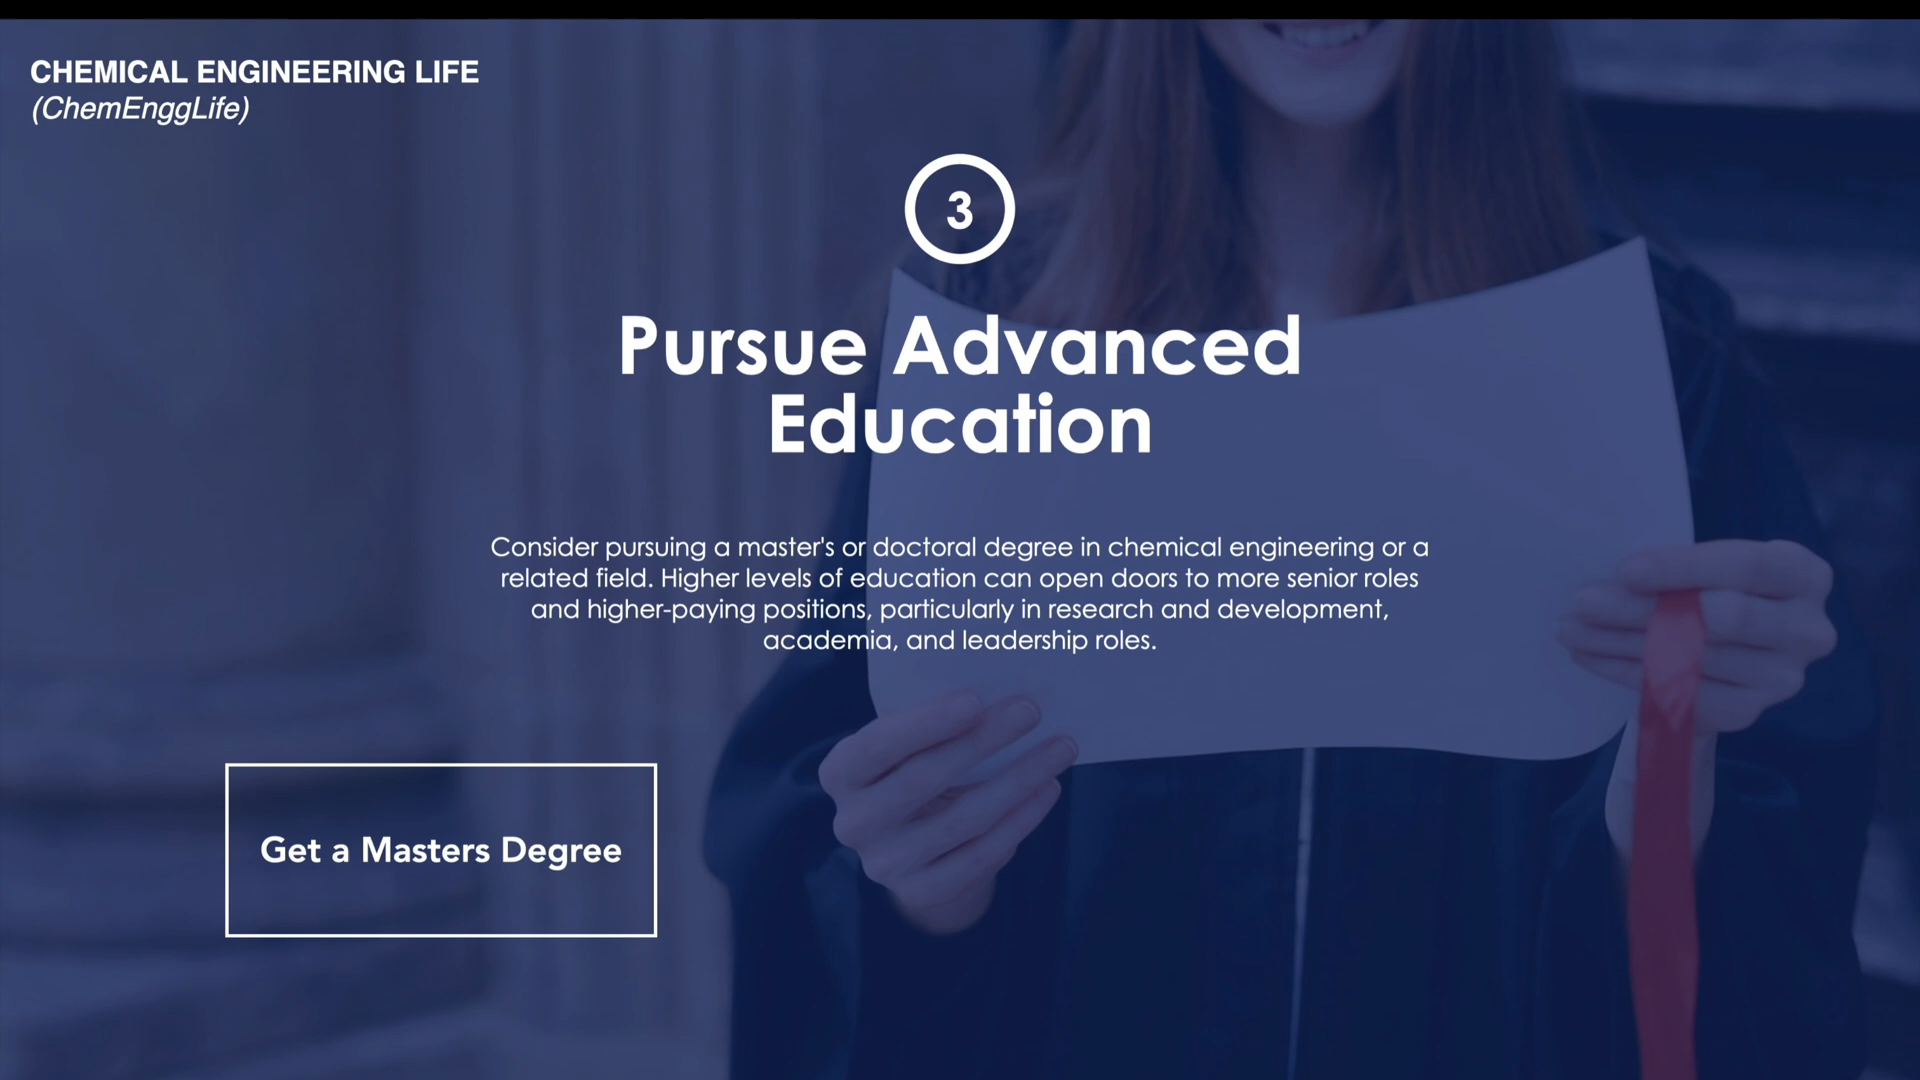 CHEMICAL ENGINEERING LIFE
(ChemEnggLife)
3
Pursue Advanced
Education
Consider pursuing a master's or doctoral degree in chemical engineering or a
related field. Higher levels of education can open doors to more senior roles
and higher-paying positions, particularly in research and development,
academia, and leadership roles.
Get a Masters Degree